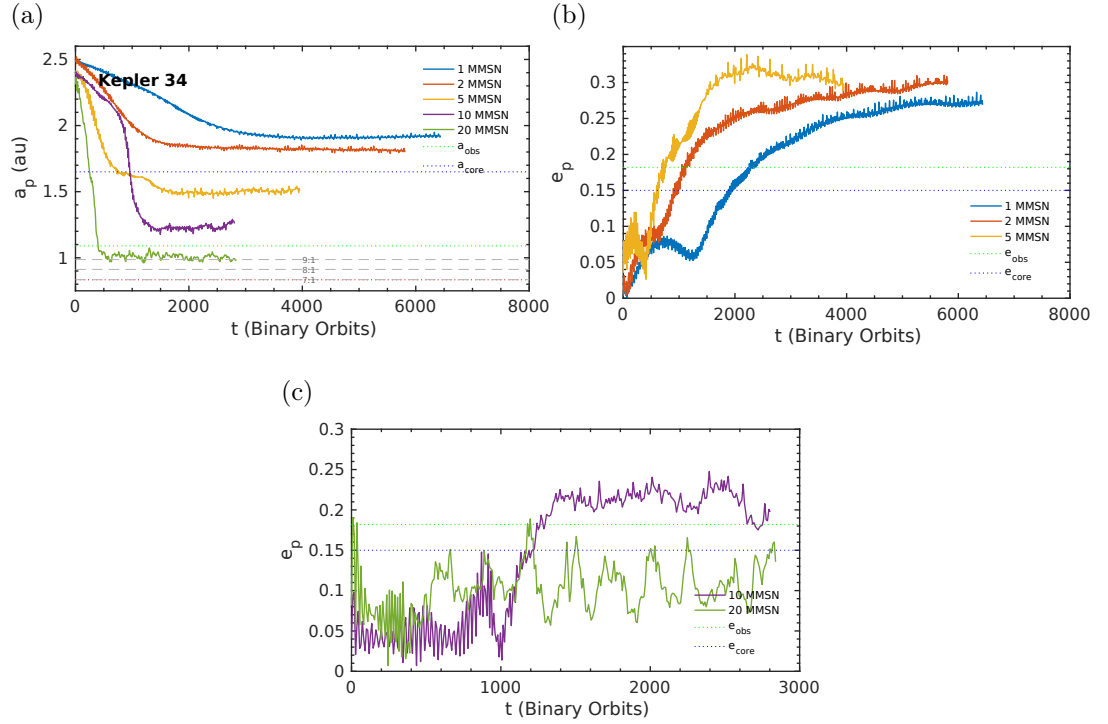 (a)
2.5
2
1.5
1
a_p (au)
Kepler 34
1 MMSN
2 MMSN
5 MMSN
10 MMSN
20 MMSN
a_obs
a_core
9:1
8:1
7:1
0 2000 4000 6000 8000
t (Binary Orbits)
(b)
0.3
0.25
0.2
0.15
0.1
0.05
0
e_p
1 MMSN
2 MMSN
5 MMSN
e_obs
e_core
0 2000 4000 6000 8000
t (Binary Orbits)
(c)
0.3
0.25
0.2
0.15
0.1
0.05
0
e_p
10 MMSN
20 MMSN
e_obs
e_core
0 1000 2000 3000
t (Binary Orbits)